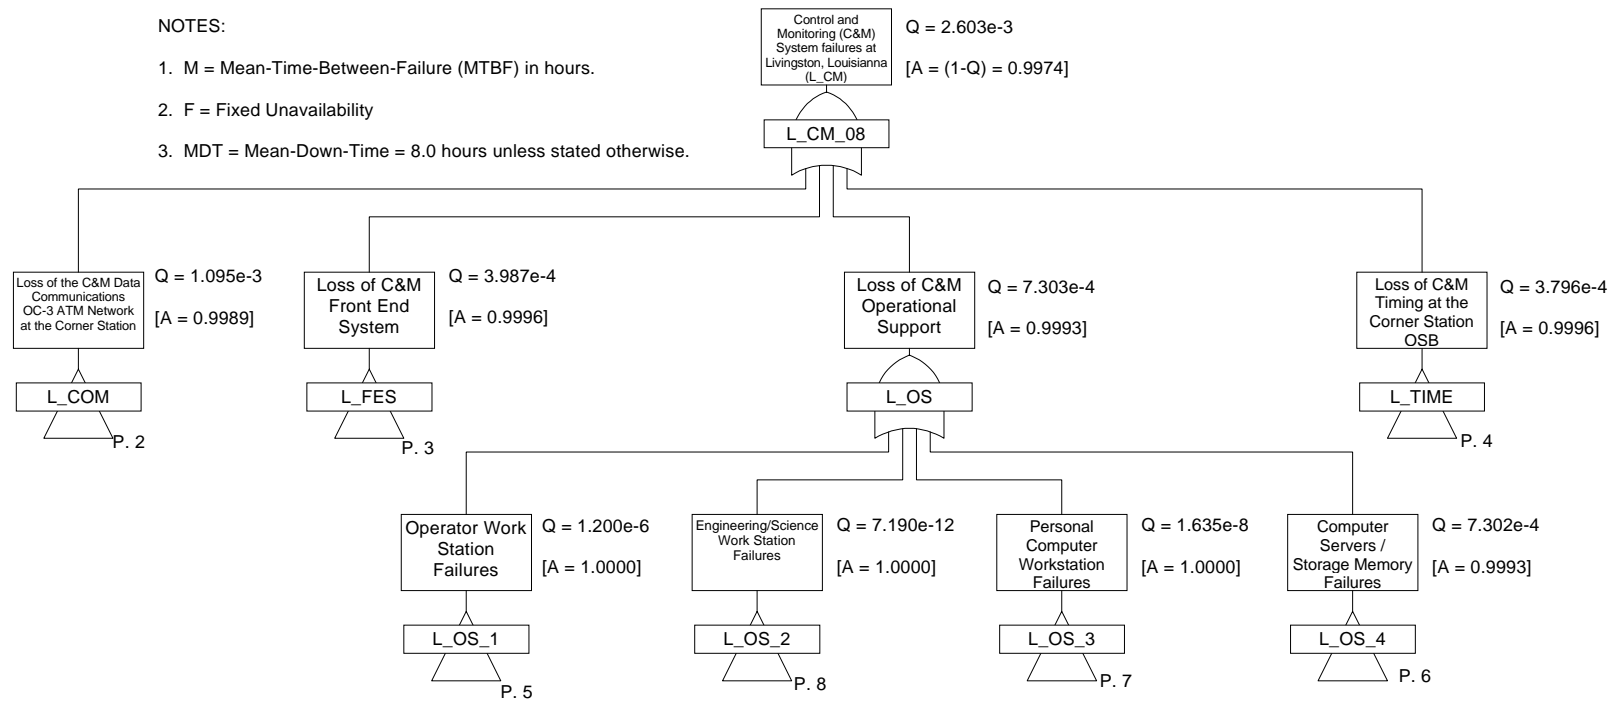 NOTES:
1. M = Mean-Time-Between-Failure (MTBF) in hours.
2. F = Fixed Unavailability
3. MDT = Mean-Down-Time = 8.0 hours unless stated otherwise.
Control and
Monitoring (C&M)
System failures at
Livingston, Louisianna
(L_CM)
Q = 2.603e-3
[A = (1-Q) = 0.9974]
L_CM_08
Loss of the C&M Data
Communications
OC-3 ATM Network
at the Corner Station
Q = 1.095e-3
[A = 0.9989]
L_COM
P. 2
Loss of C&M
Front End
System
Q = 3.987e-4
[A = 0.9996]
L_FES
P. 3
Loss of C&M
Operational
Support
Q = 7.303e-4
[A = 0.9993]
L_OS
Loss of C&M
Timing at the
Corner Station
OSB
Q = 3.796e-4
[A = 0.9996]
L_TIME
P. 4
Operator Work
Station
Failures
Q = 1.200e-6
[A = 1.0000]
L_OS_1
P. 5
Engineering/Science
Work Station
Failures
Q = 7.190e-12
[A = 1.0000]
L_OS_2
P. 8
Personal
Computer
Workstation
Failures
Q = 1.635e-8
[A = 1.0000]
L_OS_3
P. 7
Computer
Servers /
Storage Memory
Failures
Q = 7.302e-4
[A = 0.9993]
L_OS_4
P. 6